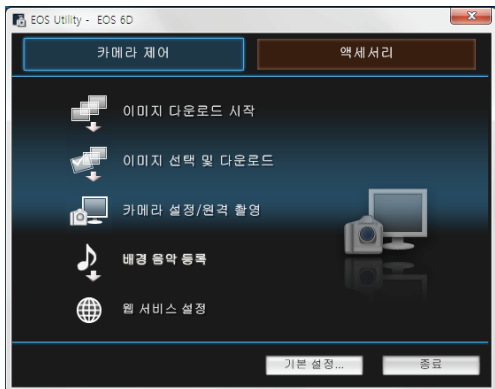 EOS Utility - EOS 6D
카메라 제어
액세서리
이미지 다운로드 시작
이미지 선택 및 다운로드
카메라 설정/원격 촬영
배경 음악 등록
웹 서비스 설정
기본 설정...
종료